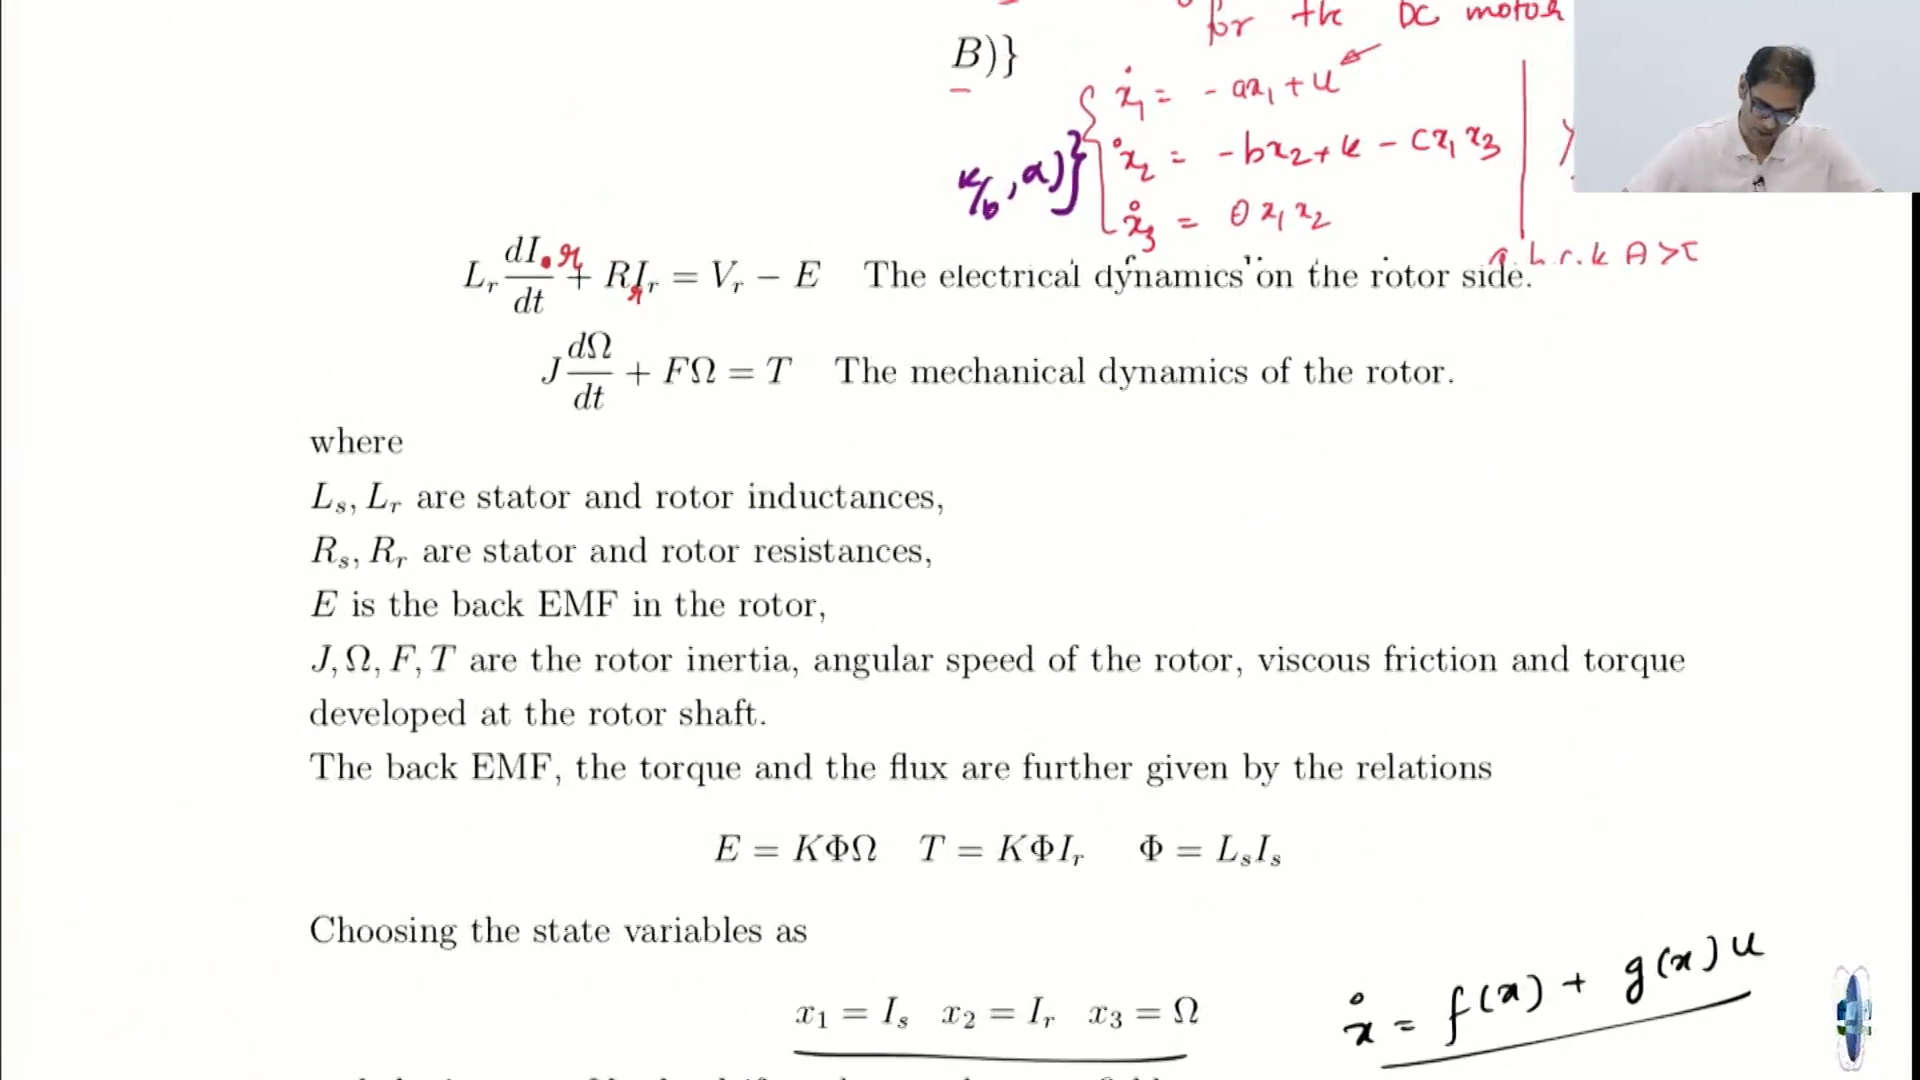 for the DC motor
B)}
ẋ₁ = - ax₁ + u
ẋ₂ = - bx₂ + k - cx₁x₃
k/b, a)}
ẋ₃ = θ x₁x₂
a, b, c, k, θ >
L_r dI_r/dt + RI_r = V_r − E The electrical dynamics on the rotor side.
J dΩ/dt + FΩ = T The mechanical dynamics of the rotor.
where
L_s, L_r are stator and rotor inductances,
R_s, R_r are stator and rotor resistances,
E is the back EMF in the rotor,
J, Ω, F, T are the rotor inertia, angular speed of the rotor, viscous friction and torque
developed at the rotor shaft.
The back EMF, the torque and the flux are further given by the relations
E = KΦΩ T = KΦI_r Φ = L_sI_s
Choosing the state variables as
x₁ = I_s x₂ = I_r x₃ = Ω
ẋ = f(x) + g(x)u